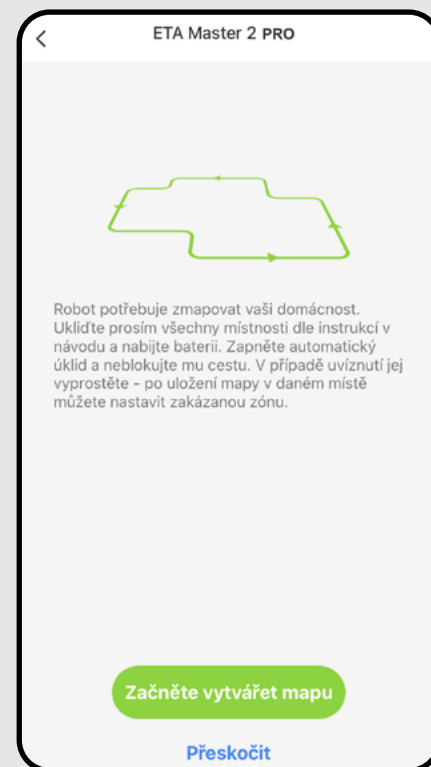 ETA Master 2 PRO
Robot potřebuje zmapovat vaši domácnost.
Ukliďte prosím všechny místnosti dle instrukcí v
návodu a nabijte baterii. Zapněte automatický
úklid a neblokujte mu cestu. V případě uvíznutí jej
vyprostěte - po uložení mapy v daném místě
můžete nastavit zakázanou zónu.
Začněte vytvářet mapu
Přeskočit